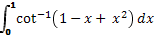 ∫₀¹ cot⁻¹(1 − x + x²) dx